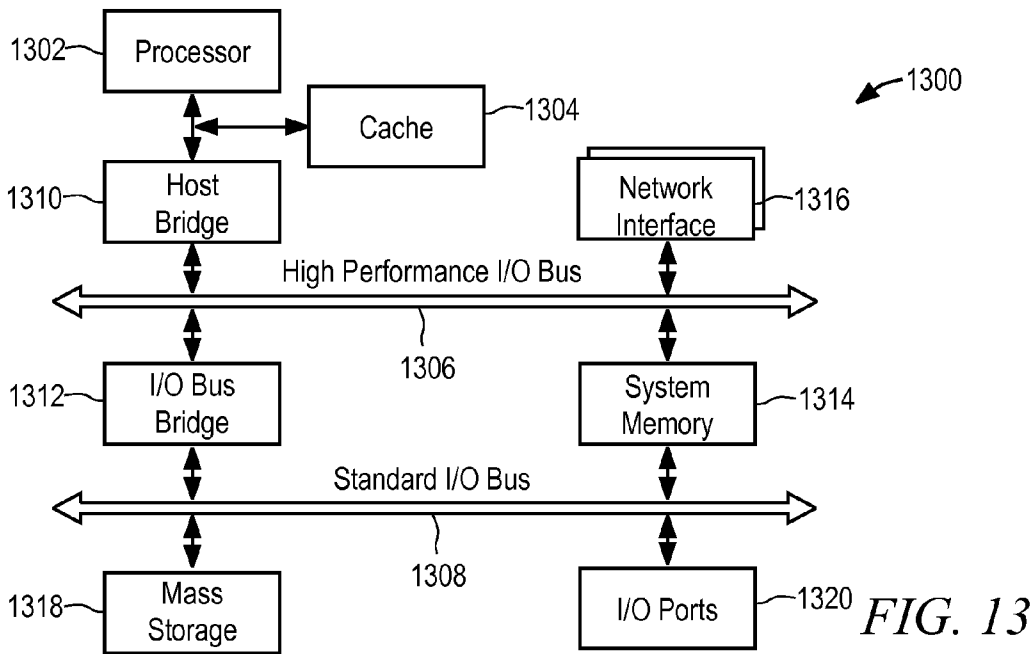 1302
Processor
1300
Cache
1304
1310
Host
Bridge
Network
Interface
1316
High Performance I/O Bus
1306
1312
I/O Bus
Bridge
System
Memory
1314
Standard I/O Bus
1308
1318
Mass
Storage
I/O Ports
1320
FIG. 13